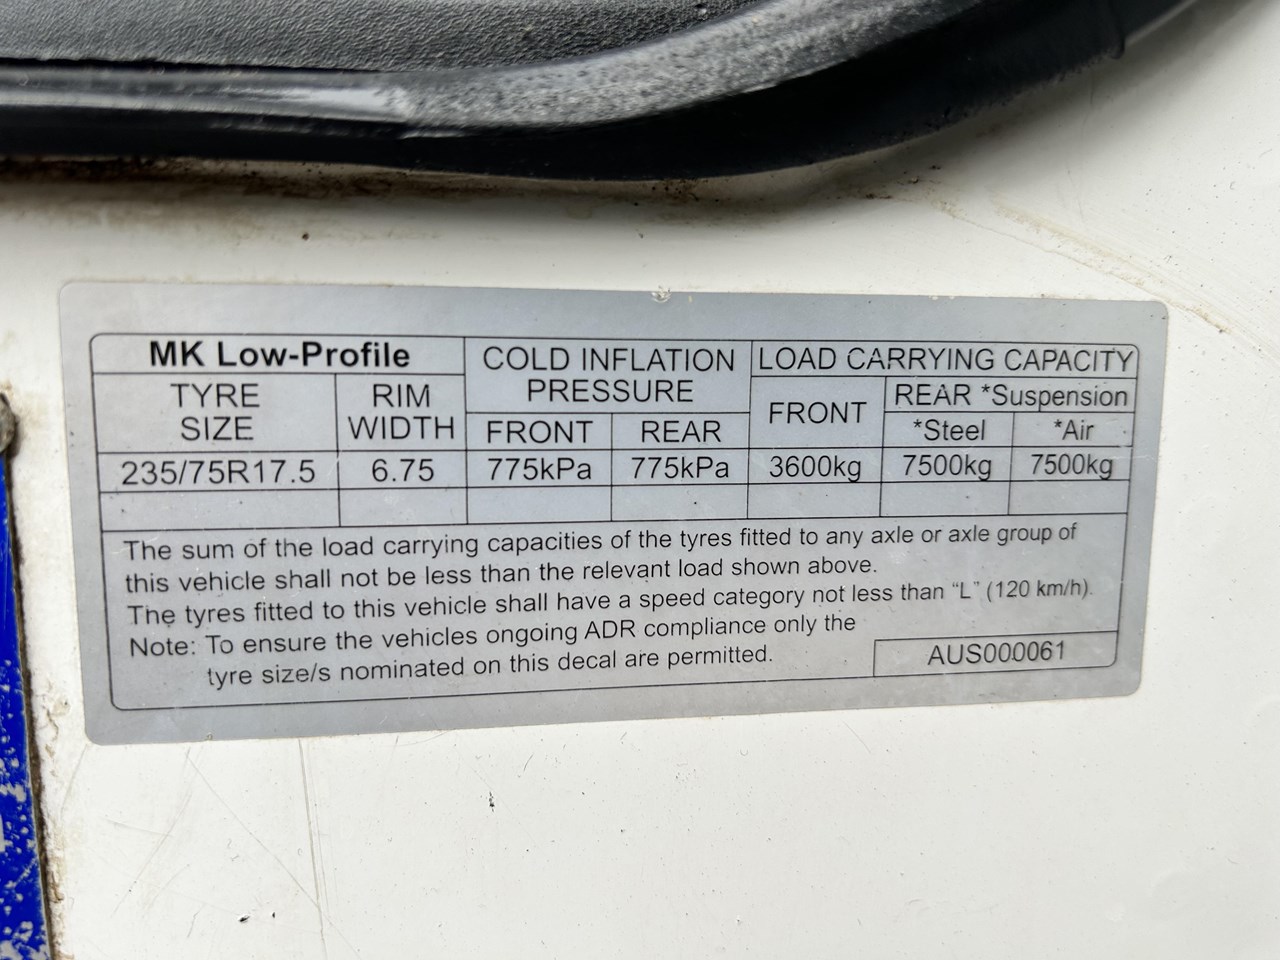 MK Low-Profile
COLD INFLATION
PRESSURE
LOAD CARRYING CAPACITY
TYRE
SIZE
RIM
WIDTH
FRONT
REAR
FRONT
REAR *Suspension
*Steel
*Air
235/75R17.5
6.75
775kPa
775kPa
3600kg
7500kg
7500kg
The sum of the load carrying capacities of the tyres fitted to any axle or axle group of
this vehicle shall not be less than the relevant load shown above.
The tyres fitted to this vehicle shall have a speed category not less than “L” (120 km/h).
Note: To ensure the vehicles ongoing ADR compliance only the
tyre size/s nominated on this decal are permitted.
AUS000061